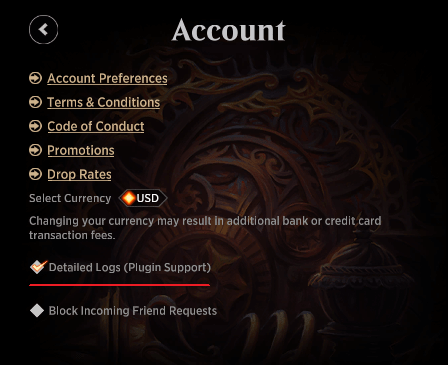 Account
Account Preferences
Terms & Conditions
Code of Conduct
Promotions
Drop Rates
Select Currency USD
Changing your currency may result in additional bank or credit card
transaction fees.
Detailed Logs (Plugin Support)
Block Incoming Friend Requests